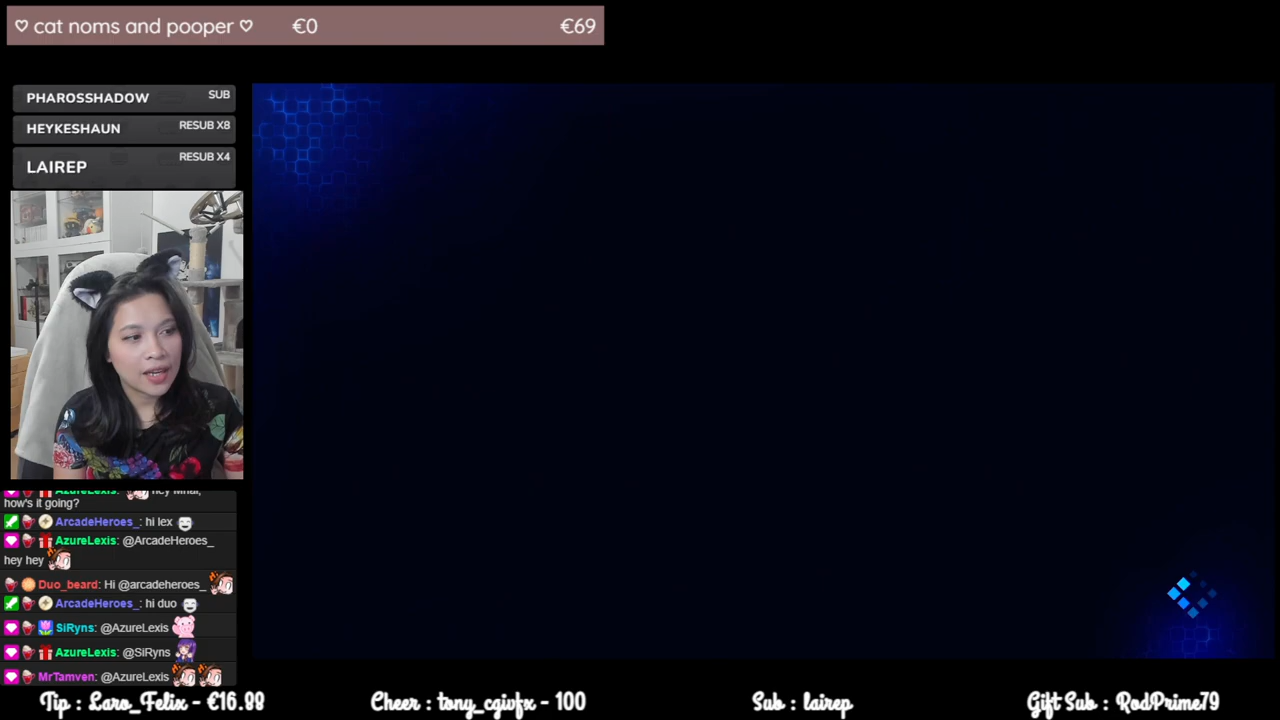 ♡ cat noms and pooper ♡ €0 €69
PHAROSSHADOW SUB
HEYKESHAUN RESUB X8
LAIREP RESUB X4
AzureLexis: hey
how's it going?
ArcadeHeroes_: hi lex
AzureLexis: @ArcadeHeroes_
hey hey
Duo_beard: Hi @arcadeheroes_
ArcadeHeroes_: hi duo
SiRyns: @AzureLexis
AzureLexis: @SiRyns
MrTamven: @AzureLexis
Tip : Laro_Felix - €16.88 Cheer : tony_cgivfx - 100 Sub : lairep Gift Sub : RodPrime79